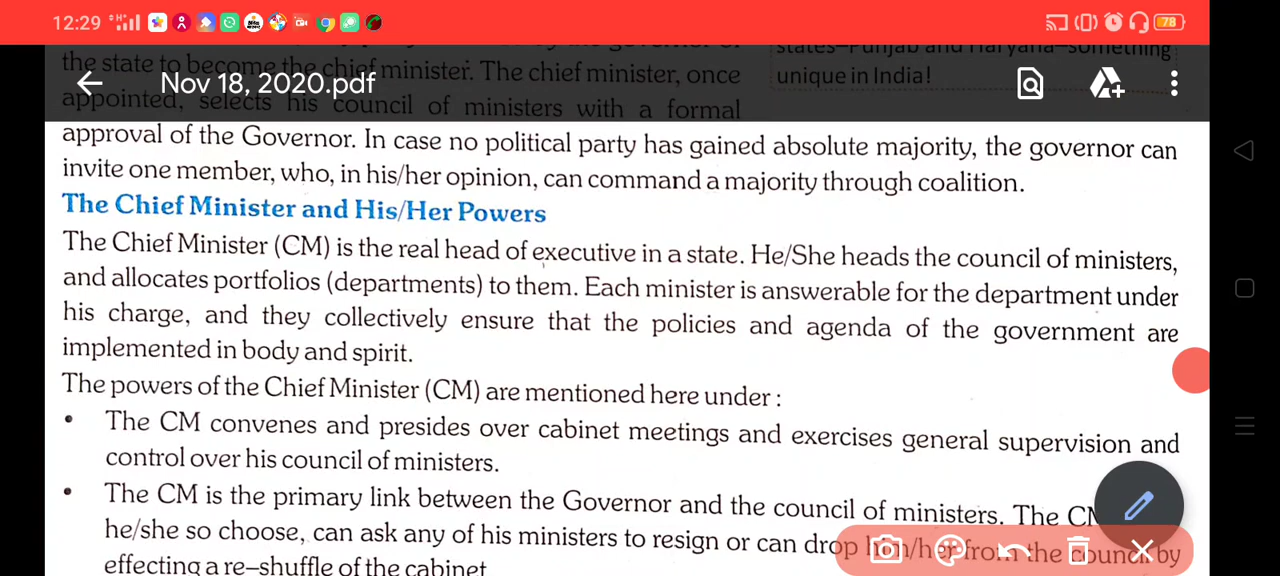 12:29
78
the state to become the chief minister. The chief minister, once
states–Punjab and Haryana–something
unique in India!
Nov 18, 2020.pdf
appointed, selects his council of ministers with a formal
approval of the Governor. In case no political party has gained absolute majority, the governor can
invite one member, who, in his/her opinion, can command a majority through coalition.
The Chief Minister and His/Her Powers
The Chief Minister (CM) is the real head of executive in a state. He/She heads the council of ministers,
and allocates portfolios (departments) to them. Each minister is answerable for the department under
his charge, and they collectively ensure that the policies and agenda of the government are
implemented in body and spirit.
The powers of the Chief Minister (CM) are mentioned here under :
• The CM convenes and presides over cabinet meetings and exercises general supervision and
control over his council of ministers.
• The CM is the primary link between the Governor and the council of ministers. The CM
he/she so choose, can ask any of his ministers to resign or can drop him/her from the council by
effecting a re–shuffle of the cabinet